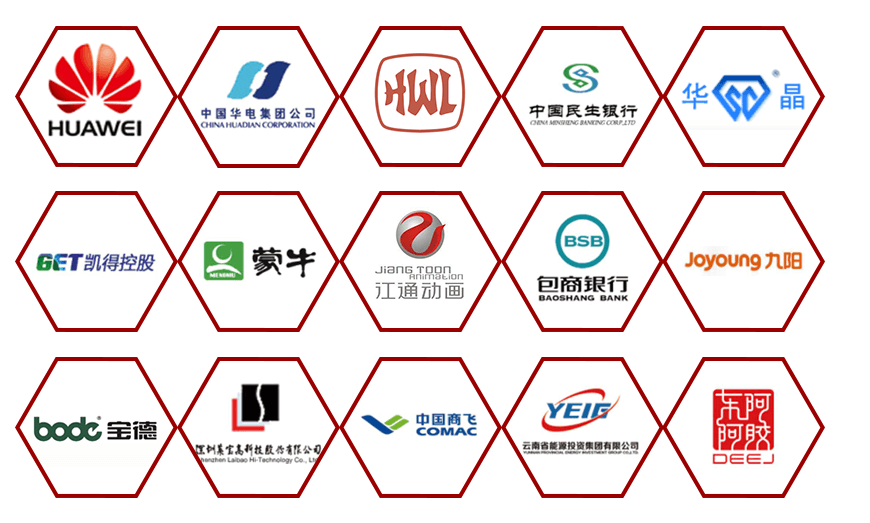 HUAWEI
中国华电集团公司
CHINA HUADIAN CORPORATION
HWL
中国民生银行
CHINA MINSHENG BANKING CORP.,LTD
华 晶
®
GET 凯得控股
MENGNIU
蒙牛
JIANG TOON
Animation
江通动画
BSB
包商银行
BAOSHANG BANK
Joyoung 九阳
bode® 宝德
深圳莱宝高科技股份有限公司
Shenzhen Laibao Hi-Technology Co., Ltd
中国商飞
COMAC
YEIG
云南省能源投资集团有限公司
YUNNAN PROVINCIAL ENERGY INVESTMENT GROUP CO.,LTD
东阿
阿胶
DEEJ